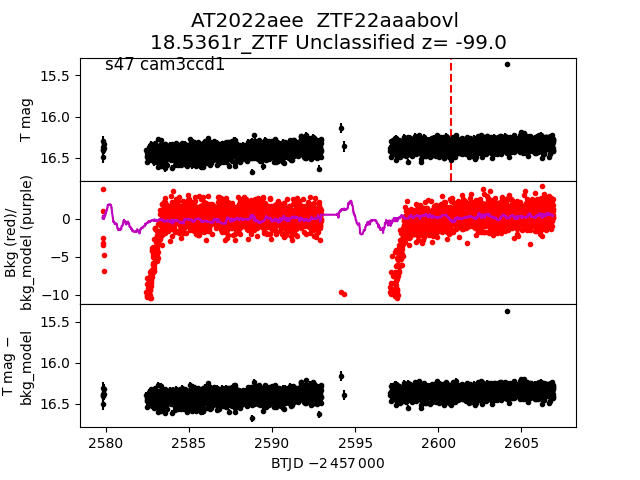 AT2022aee  ZTF22aaabovl
18.5361r_ZTF Unclassified z= -99.0
s47 cam3ccd1
15.5
16.0
16.5
T mag
0
−5
−10
Bkg (red)/
bkg_model (purple)
15.5
16.0
16.5
T mag −
bkg_model
2580 2585 2590 2595 2600 2605
BTJD −2 457 000